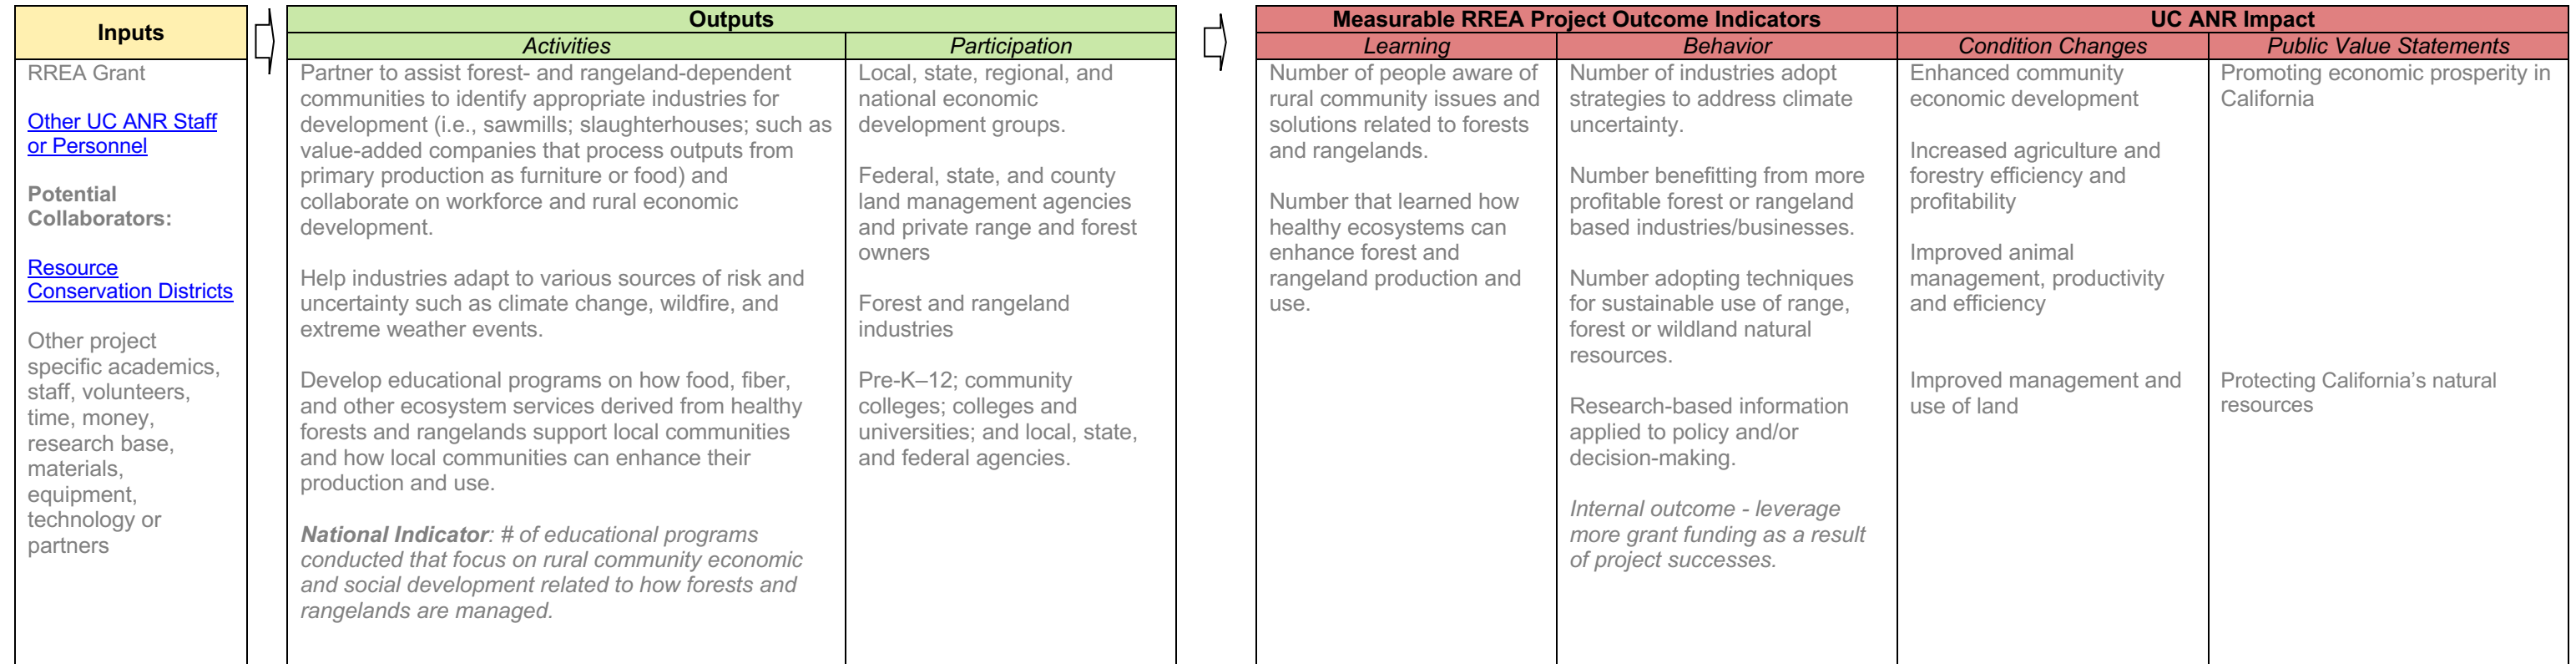 Inputs
RREA Grant
Other UC ANR Staff
or Personnel
Potential
Collaborators:
Resource
Conservation Districts
Other project
specific academics,
staff, volunteers,
time, money,
research base,
materials,
equipment,
technology or
partners
Outputs
Activities
Partner to assist forest- and rangeland-dependent
communities to identify appropriate industries for
development (i.e., sawmills; slaughterhouses; such as
value-added companies that process outputs from
primary production as furniture or food) and
collaborate on workforce and rural economic
development.
Help industries adapt to various sources of risk and
uncertainty such as climate change, wildfire, and
extreme weather events.
Develop educational programs on how food, fiber,
and other ecosystem services derived from healthy
forests and rangelands support local communities
and how local communities can enhance their
production and use.
National Indicator: # of educational programs
conducted that focus on rural community economic
and social development related to how forests and
rangelands are managed.
Participation
Local, state, regional, and
national economic
development groups.
Federal, state, and county
land management agencies
and private range and forest
owners
Forest and rangeland
industries
Pre-K–12; community
colleges; colleges and
universities; and local, state,
and federal agencies.
Measurable RREA Project Outcome Indicators
Learning
Number of people aware of
rural community issues and
solutions related to forests
and rangelands.
Number that learned how
healthy ecosystems can
enhance forest and
rangeland production and
use.
Behavior
Number of industries adopt
strategies to address climate
uncertainty.
Number benefitting from more
profitable forest or rangeland
based industries/businesses.
Number adopting techniques
for sustainable use of range,
forest or wildland natural
resources.
Research-based information
applied to policy and/or
decision-making.
Internal outcome - leverage
more grant funding as a result
of project successes.
UC ANR Impact
Condition Changes
Enhanced community
economic development
Increased agriculture and
forestry efficiency and
profitability
Improved animal
management, productivity
and efficiency
Improved management and
use of land
Public Value Statements
Promoting economic prosperity in
California
Protecting California’s natural
resources